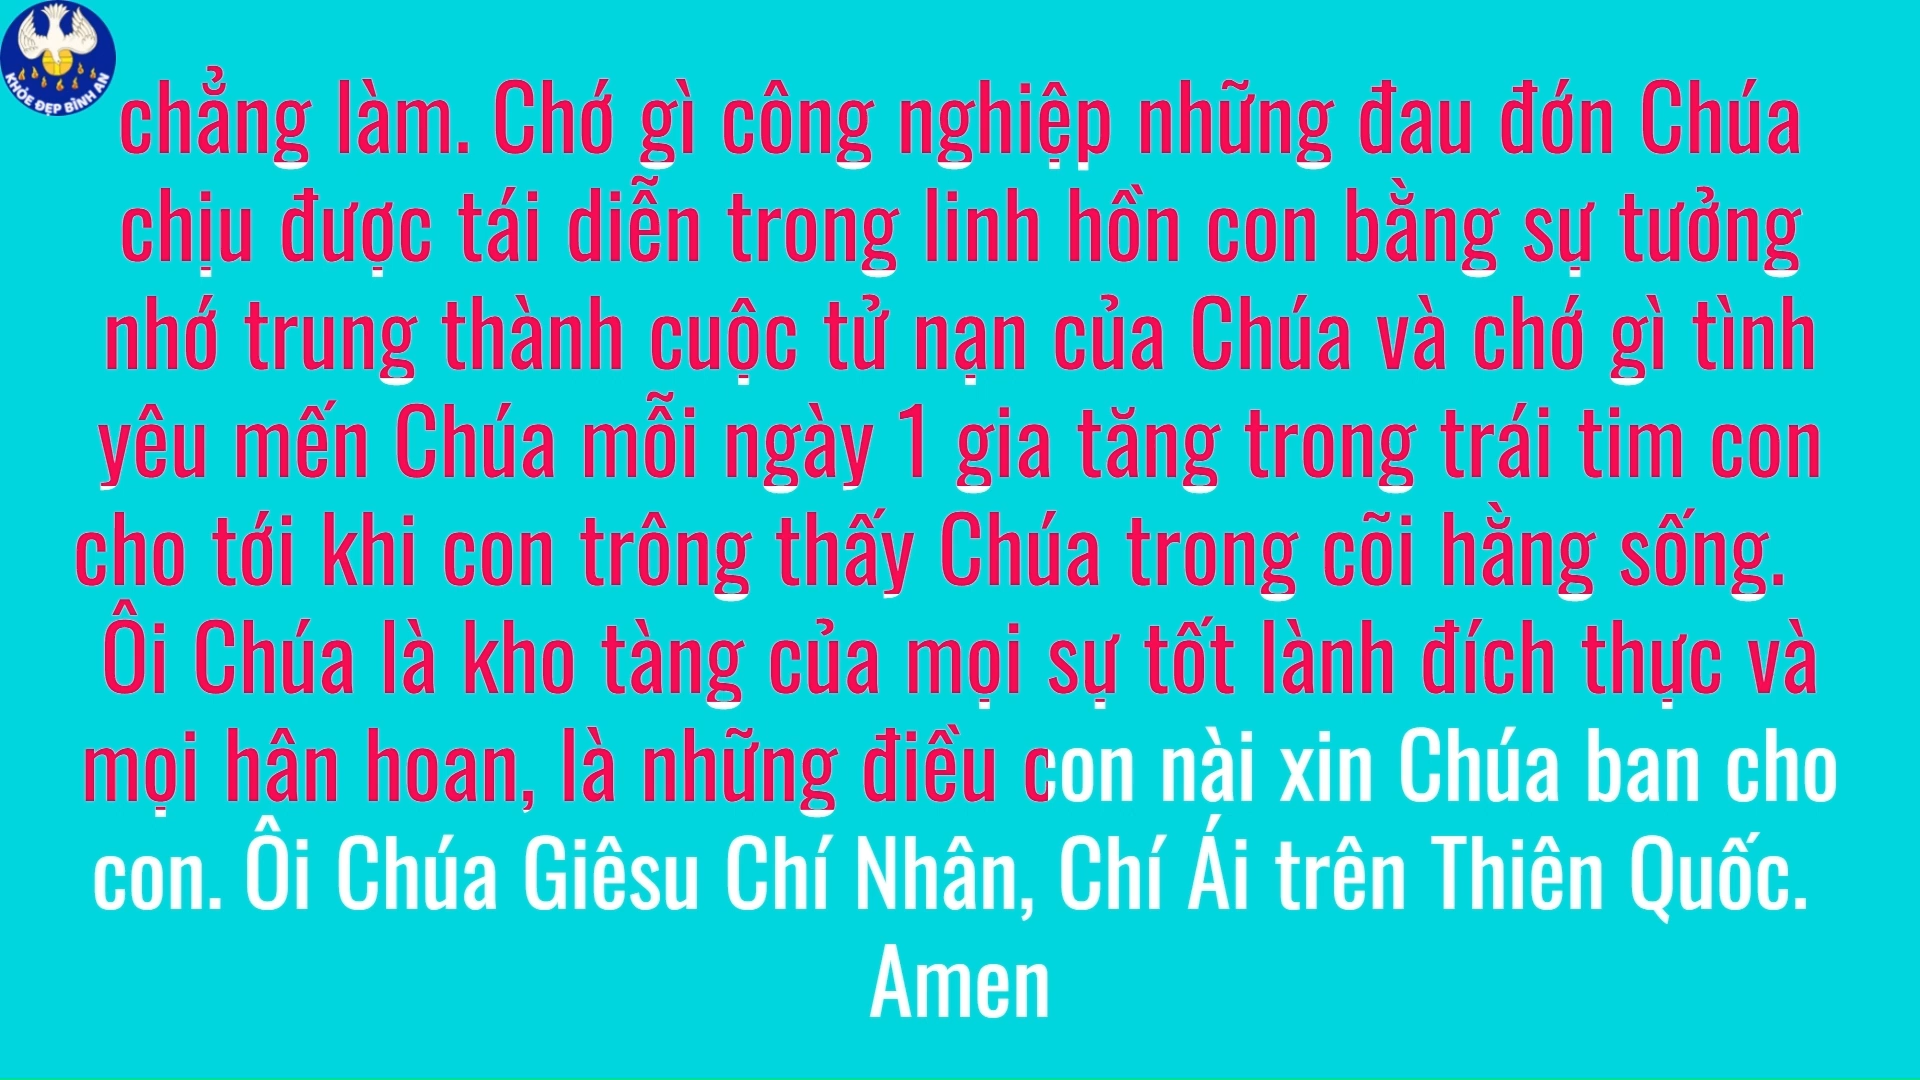 KHỎE ĐẸP BÌNH AN
chẳng làm. Chớ gì công nghiệp những đau đớn Chúa
chịu được tái diễn trong linh hồn con bằng sự tưởng
nhớ trung thành cuộc tử nạn của Chúa và chớ gì tình
yêu mến Chúa mỗi ngày 1 gia tăng trong trái tim con
cho tới khi con trông thấy Chúa trong cõi hằng sống.
Ôi Chúa là kho tàng của mọi sự tốt lành đích thực và
mọi hân hoan, là những điều con nài xin Chúa ban cho
con. Ôi Chúa Giêsu Chí Nhân, Chí Ái trên Thiên Quốc.
Amen